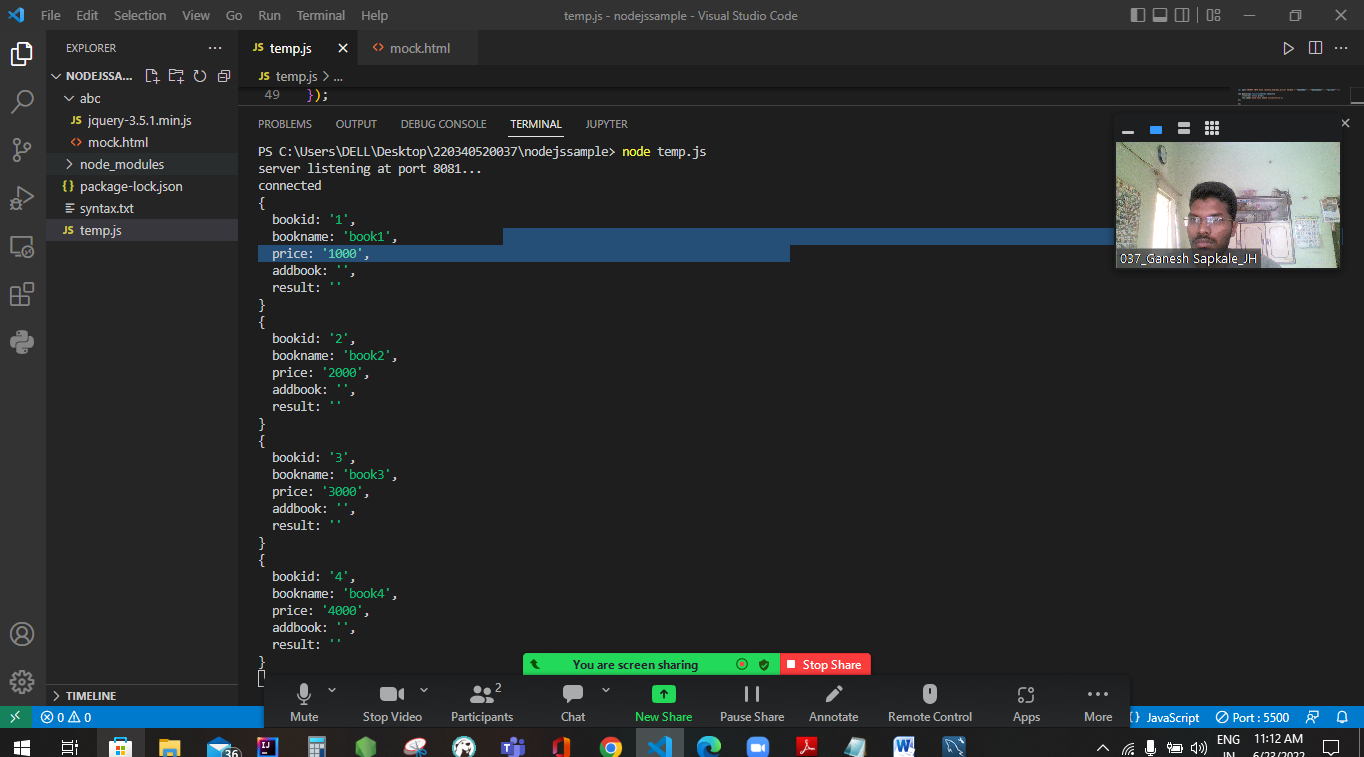 File Edit Selection View Go Run Terminal Help
temp.js - nodejssample - Visual Studio Code
EXPLORER
NODEJSSA...
abc
JS jquery-3.5.1.min.js
<> mock.html
node_modules
{} package-lock.json
syntax.txt
JS temp.js
TIMELINE
JS temp.js
<> mock.html
JS temp.js > ...
49 });
PROBLEMS OUTPUT DEBUG CONSOLE TERMINAL JUPYTER
PS C:\Users\DELL\Desktop\220340520037\nodejssample> node temp.js
server listening at port 8081...
connected
{
bookid: '1',
bookname: 'book1',
price: '1000',
addbook: '',
result: ''
}
{
bookid: '2',
bookname: 'book2',
price: '2000',
addbook: '',
result: ''
}
{
bookid: '3',
bookname: 'book3',
price: '3000',
addbook: '',
result: ''
}
{
bookid: '4',
bookname: 'book4',
price: '4000',
addbook: '',
result: ''
}
037_Ganesh Sapkale_JH
You are screen sharing
Stop Share
2
Mute Stop Video Participants Chat New Share Pause Share Annotate Remote Control Apps More
0 0
{} JavaScript Port : 5500
36
ENG 11:12 AM
IN 6/23/2022